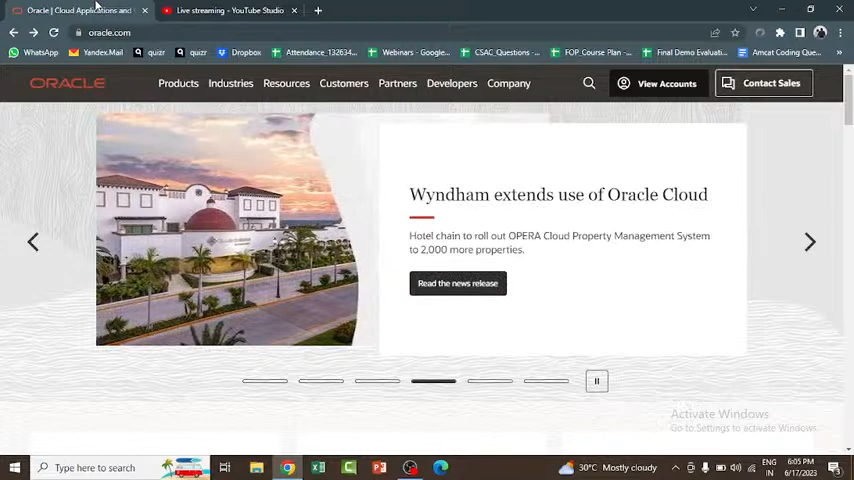 Oracle | Cloud Applications and
Live streaming - YouTube Studio
oracle.com
WhatsApp
Yandex.Mail
quizr
quizr
Dropbox
Attendance_132634...
Webinars - Google...
CSAC_Questions_-...
FOP_Course Plan-...
Final Demo Evaluati...
Amcat Coding Que...
ORACLE
Products
Industries
Resources
Customers
Partners
Developers
Company
View Accounts
Contact Sales
Wyndham extends use of Oracle Cloud
Hotel chain to roll out OPERA Cloud Property Management System
to 2,000 more properties.
Read the news release
Activate Windows
Go to Settings to activate Windows.
Type here to search
30°C Mostly cloudy
ENG
IN
6:05 PM
6/17/2023
3